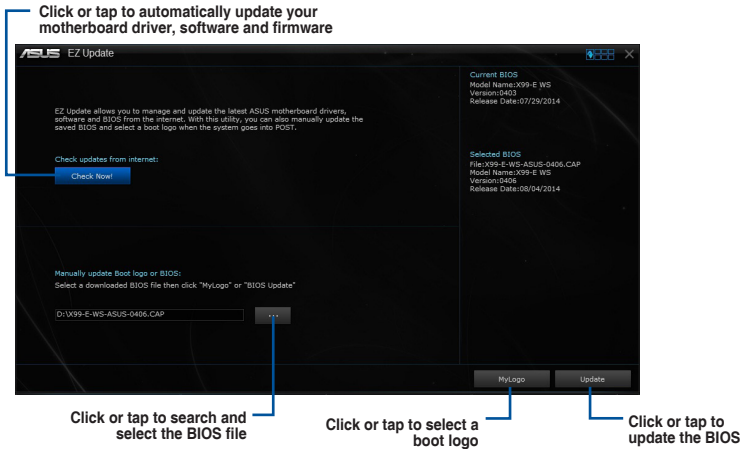 Click or tap to automatically update your
motherboard driver, software and firmware
ASUS EZ Update
Current BIOS
Model Name:X99-E WS
Version:0403
Release Date:07/29/2014
EZ Update allows you to manage and update the latest ASUS motherboard drivers,
software and BIOS from the internet. With this utility, you can also manually update the
saved BIOS and select a boot logo when the system goes into POST.
Check updates from internet:
Check Now!
Selected BIOS
File:X99-E-WS-ASUS-0406.CAP
Model Name:X99-E WS
Version:0406
Release Date:08/04/2014
Manually update Boot logo or BIOS:
Select a downloaded BIOS file then click "MyLogo" or "BIOS Update"
D:\X99-E-WS-ASUS-0406.CAP
...
MyLogo
Update
Click or tap to search and
select the BIOS file
Click or tap to select a
boot logo
Click or tap to
update the BIOS